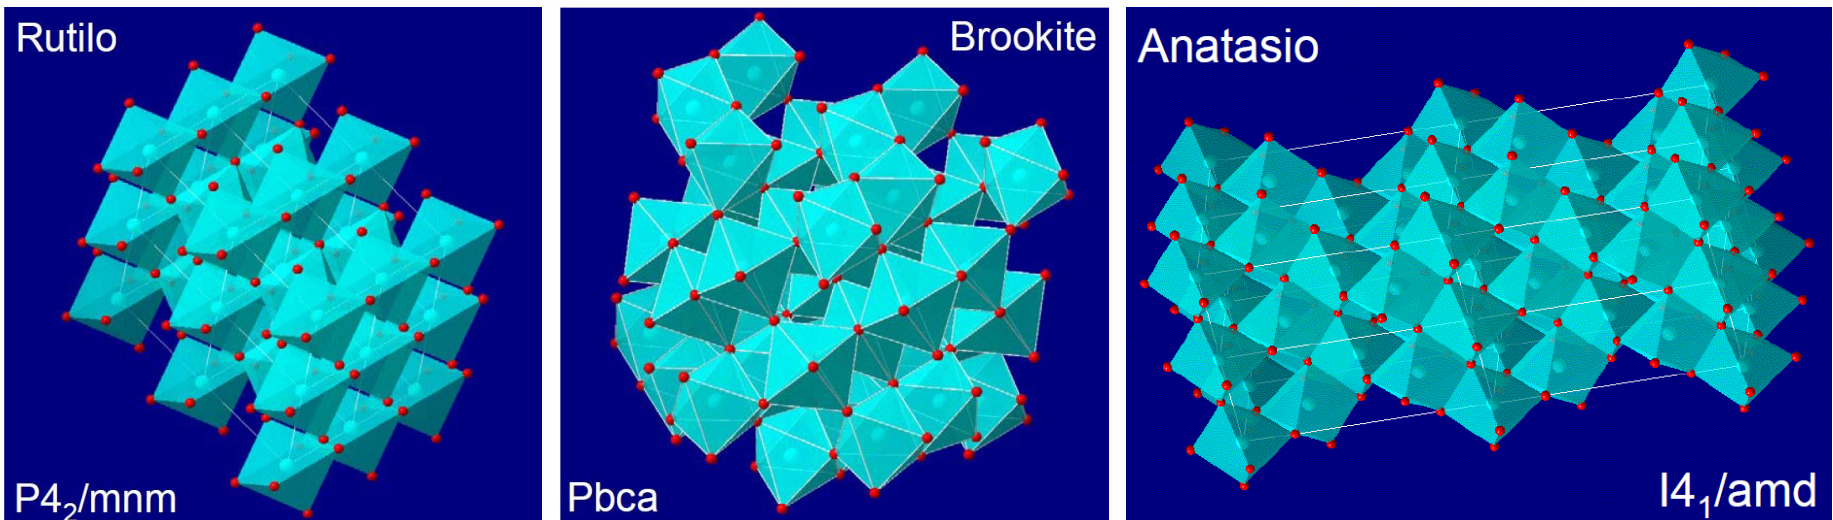 Rutilo
P4₂/mnm
Brookite
Pbca
Anatasio
I4₁/amd